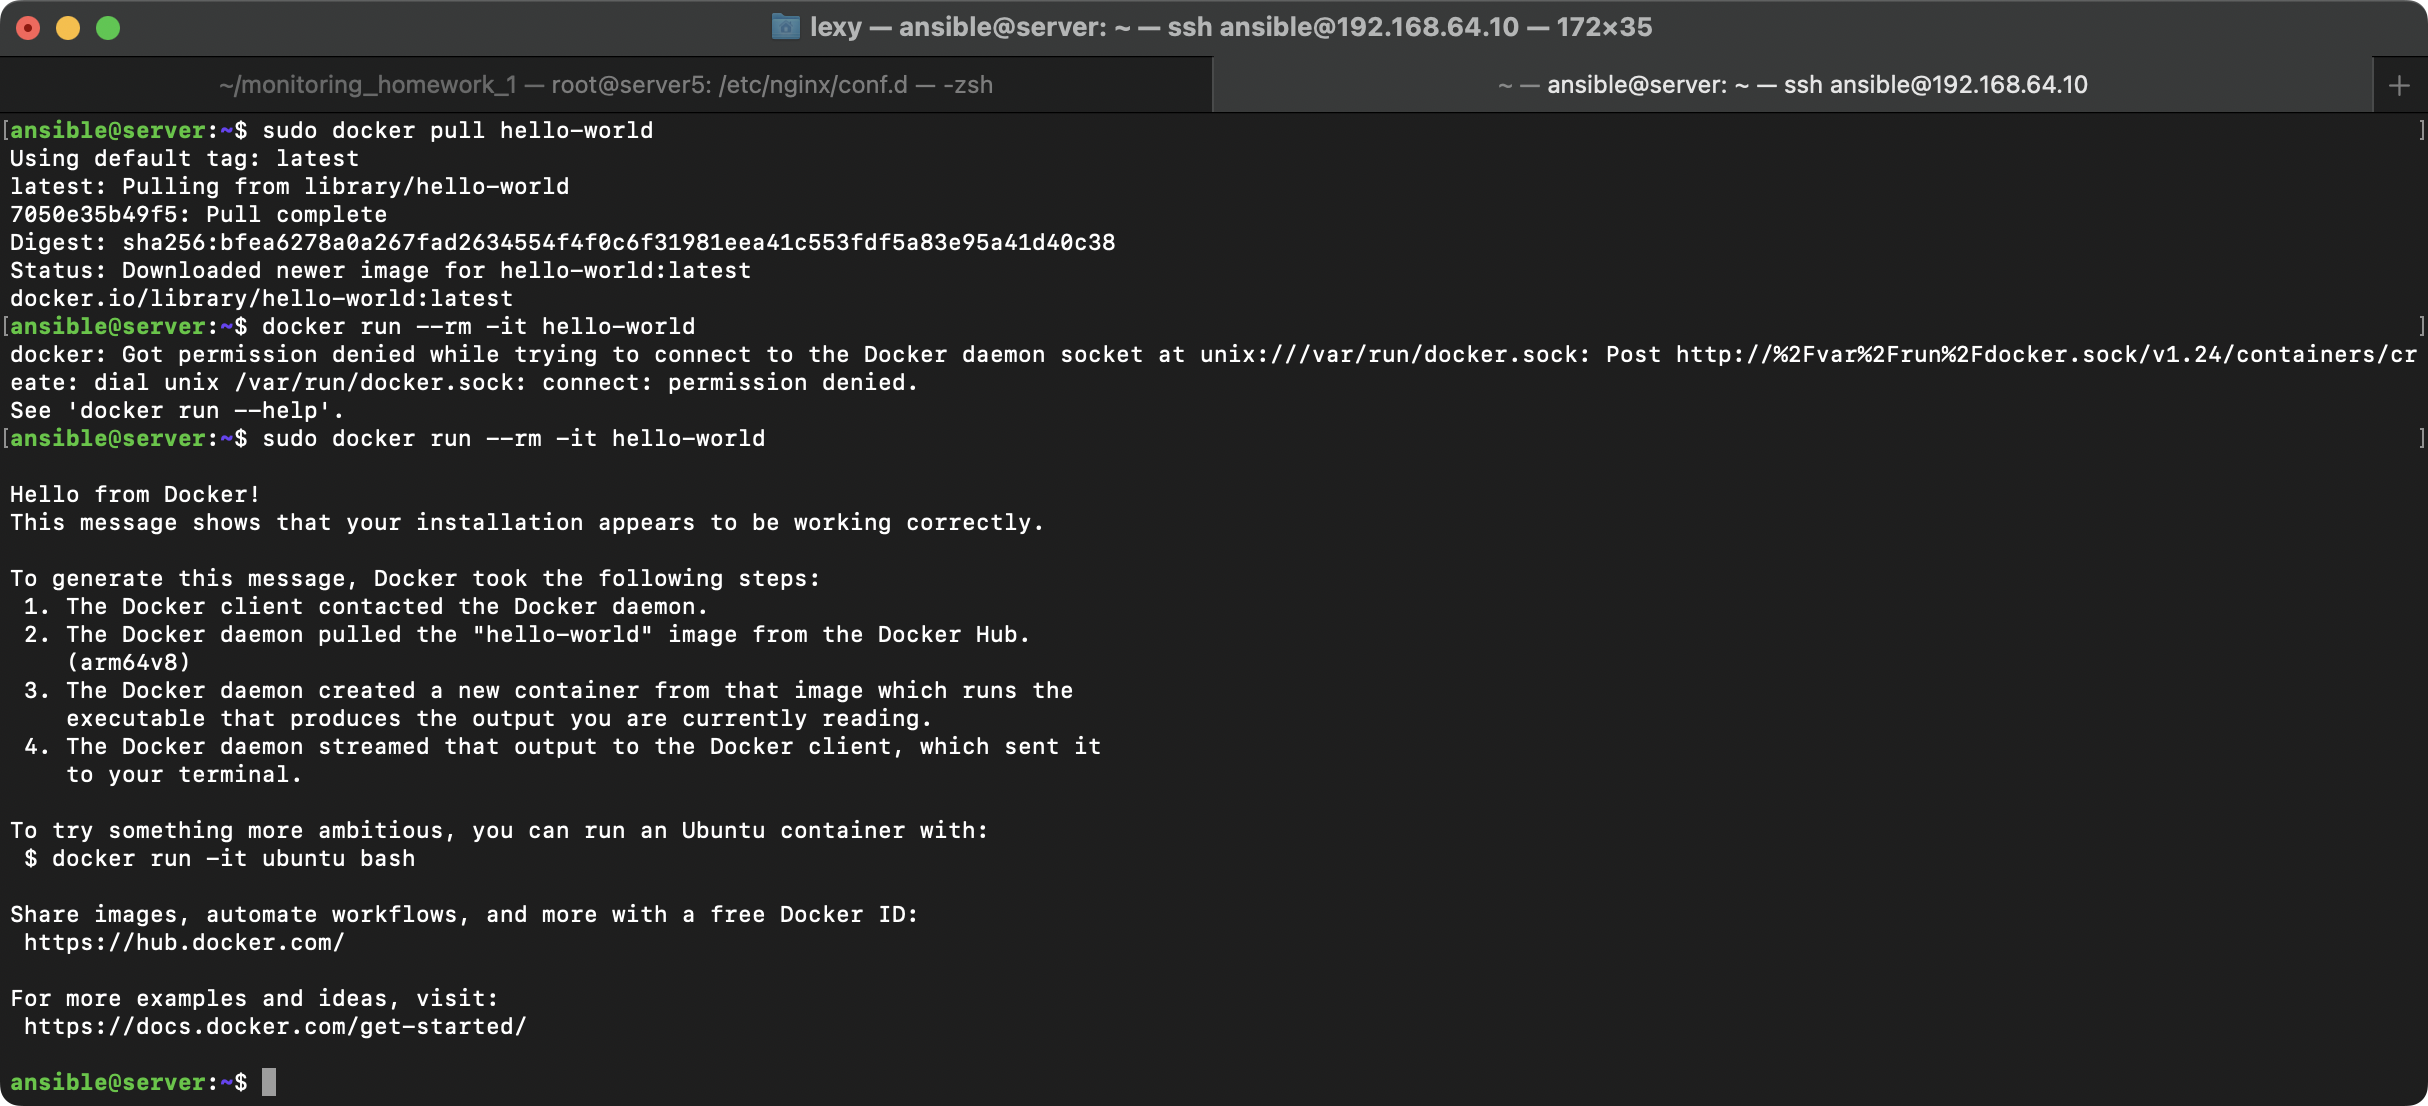 lexy — ansible@server: ~ — ssh ansible@192.168.64.10 — 172×35
~/monitoring_homework_1 — root@server5: /etc/nginx/conf.d — -zsh
~ — ansible@server: ~ — ssh ansible@192.168.64.10
[ansible@server:~$ sudo docker pull hello-world ]
Using default tag: latest
latest: Pulling from library/hello-world
7050e35b49f5: Pull complete
Digest: sha256:bfea6278a0a267fad2634554f4f0c6f31981eea41c553fdf5a83e95a41d40c38
Status: Downloaded newer image for hello-world:latest
docker.io/library/hello-world:latest
[ansible@server:~$ docker run --rm -it hello-world ]
docker: Got permission denied while trying to connect to the Docker daemon socket at unix:///var/run/docker.sock: Post http://%2Fvar%2Frun%2Fdocker.sock/v1.24/containers/cr
eate: dial unix /var/run/docker.sock: connect: permission denied.
See 'docker run --help'.
[ansible@server:~$ sudo docker run --rm -it hello-world ]
Hello from Docker!
This message shows that your installation appears to be working correctly.
To generate this message, Docker took the following steps:
1. The Docker client contacted the Docker daemon.
2. The Docker daemon pulled the "hello-world" image from the Docker Hub.
(arm64v8)
3. The Docker daemon created a new container from that image which runs the
executable that produces the output you are currently reading.
4. The Docker daemon streamed that output to the Docker client, which sent it
to your terminal.
To try something more ambitious, you can run an Ubuntu container with:
$ docker run -it ubuntu bash
Share images, automate workflows, and more with a free Docker ID:
https://hub.docker.com/
For more examples and ideas, visit:
https://docs.docker.com/get-started/
ansible@server:~$